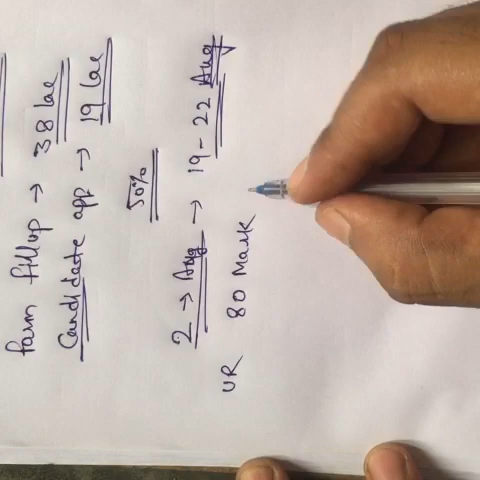 Form fillup → 38 lac
Candidate app → 19 lac
50%
2 → Aug → 19 - 22 Aug
UR 80 Mark